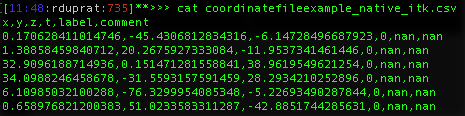 [11:48:rduprat:735]**>>> cat coordinatefileexample_native_itk.csv
x,y,z,t,label,comment
0.170628411014746,-45.4306812834316,-6.14728496687923,0,nan,nan
1.38858459840712,20.2675927333084,-11.9537341461446,0,nan,nan
32.9096188714936,0.151471281558841,38.9619549621254,0,nan,nan
34.0988246458678,-31.5593157591459,28.2934210252896,0,nan,nan
6.10985032100288,-76.3299954085348,-5.22693490287844,0,nan,nan
0.658976821200383,51.0233583311287,-42.8851744285631,0,nan,nan